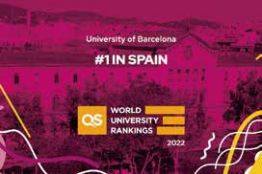 University of Barcelona
#1 IN SPAIN
QS
WORLD
UNIVERSITY
RANKINGS
2022